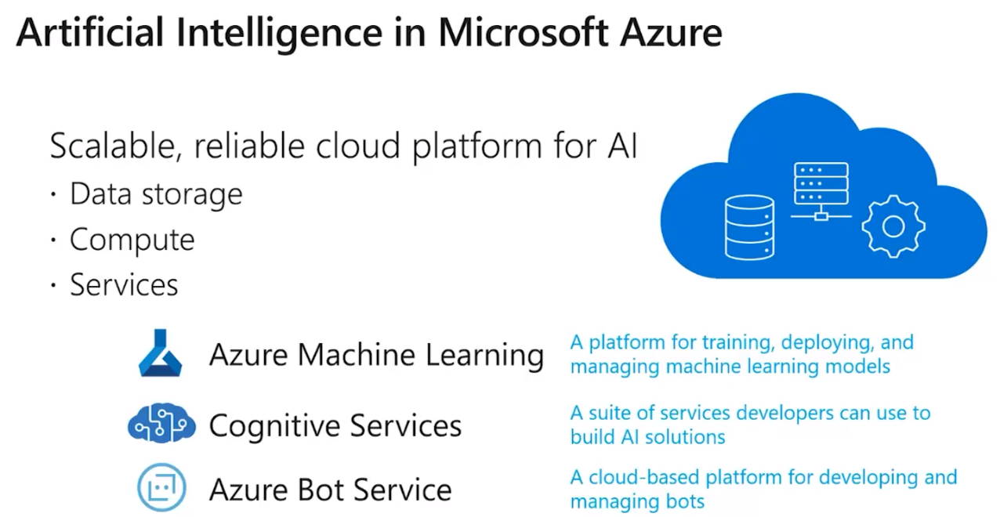 Artificial Intelligence in Microsoft Azure
Scalable, reliable cloud platform for AI
· Data storage
· Compute
· Services
Azure Machine Learning
A platform for training, deploying, and
managing machine learning models
Cognitive Services
A suite of services developers can use to
build AI solutions
Azure Bot Service
A cloud-based platform for developing and
managing bots